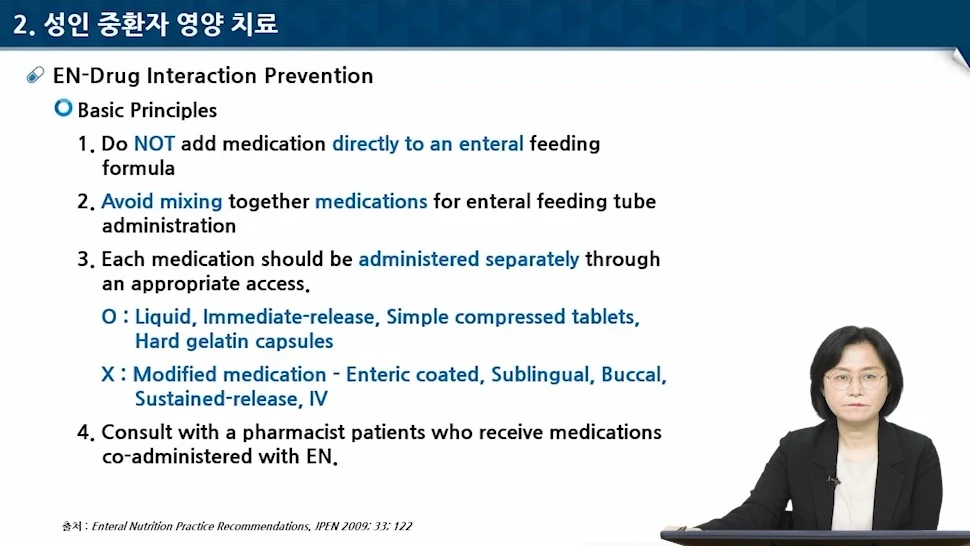 2. 성인 중환자 영양 치료
EN-Drug Interaction Prevention
Basic Principles
1. Do NOT add medication directly to an enteral feeding
formula
2. Avoid mixing together medications for enteral feeding tube
administration
3. Each medication should be administered separately through
an appropriate access.
O : Liquid, Immediate-release, Simple compressed tablets,
Hard gelatin capsules
X : Modified medication - Enteric coated, Sublingual, Buccal,
Sustained-release, IV
4. Consult with a pharmacist patients who receive medications
co-administered with EN.
출처 : Enteral Nutrition Practice Recommendations, JPEN 2009; 33; 122